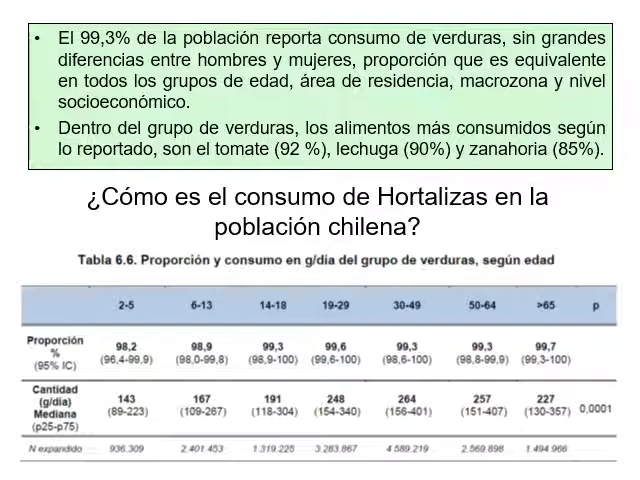 • El 99,3% de la población reporta consumo de verduras, sin grandes
diferencias entre hombres y mujeres, proporción que es equivalente
en todos los grupos de edad, área de residencia, macrozona y nivel
socioeconómico.
• Dentro del grupo de verduras, los alimentos más consumidos según
lo reportado, son el tomate (92 %), lechuga (90%) y zanahoria (85%).
¿Cómo es el consumo de Hortalizas en la
población chilena?
Tabla 6.6. Proporción y consumo en g/día del grupo de verduras, según edad
2-5 6-13 14-18 19-29 30-49 50-64 >65 p
Proporción
% 98,2 98,9 99,3 99,6 99,3 99,3 99,7
(95% IC) (96,4-99,9) (98,0-99,8) (98,9-100) (99,6-100) (98,6-100) (98,8-99,9) (99,3-100)
Cantidad
(g/día) 143 167 191 248 264 257 227
Mediana (89-223) (109-267) (118-304) (154-340) (156-401) (151-407) (130-357) 0,0001
(p25-p75)
N expandido 936.309 2.401.453 1.319.225 3.283.867 4.589.219 2.569.898 1.494.966